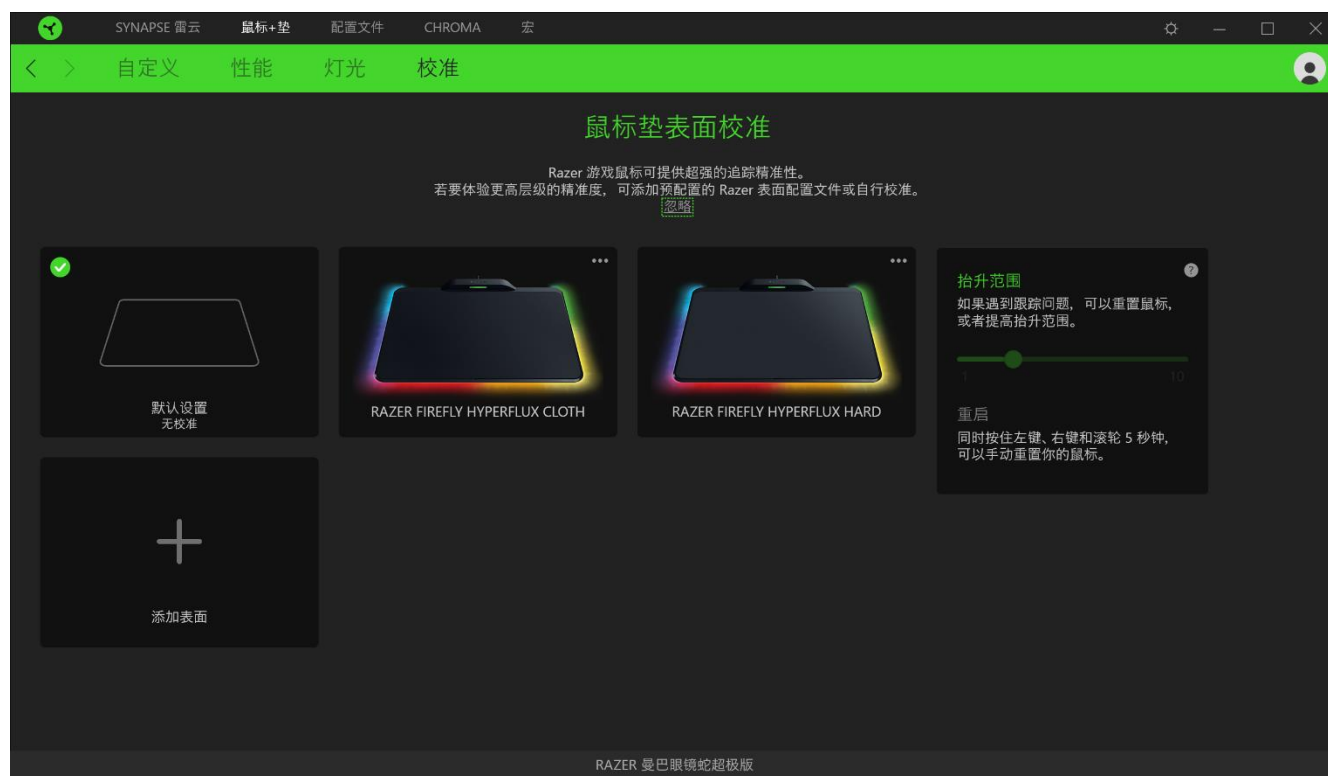 SYNAPSE 雷云 鼠标+垫 配置文件 CHROMA 宏
自定义 性能 灯光 校准
鼠标垫表面校准
Razer 游戏鼠标可提供超强的追踪精准性。
若要体验更高层级的精准度，可添加预配置的 Razer 表面配置文件或自行校准。
忽略
默认设置
无校准
RAZER FIREFLY HYPERFLUX CLOTH
RAZER FIREFLY HYPERFLUX HARD
抬升范围
?
如果遇到跟踪问题，可以重置鼠标，
或者提高抬升范围。
1 10
重启
同时按住左键、右键和滚轮 5 秒钟，
可以手动重置你的鼠标。
添加表面
RAZER 曼巴眼镜蛇超极版